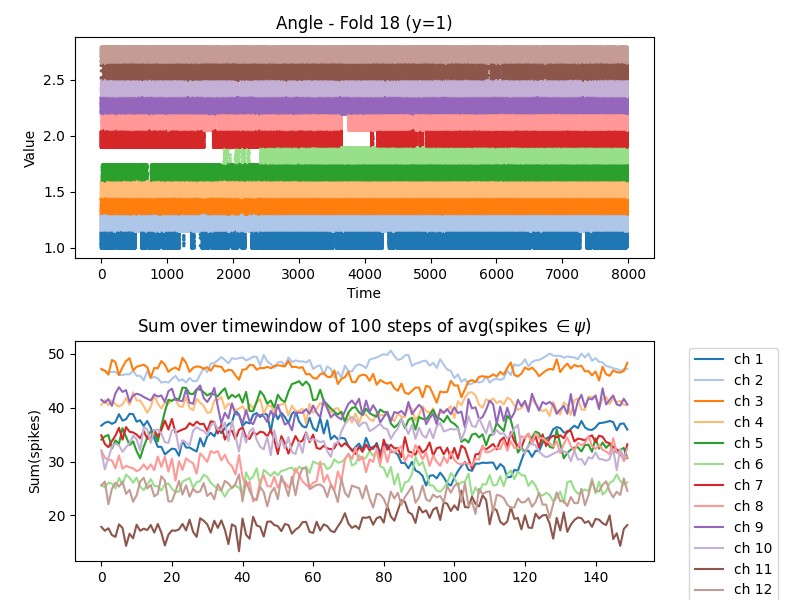 Angle - Fold 18 (y=1)
Value
2.5
2.0
1.5
1.0
0 1000 2000 3000 4000 5000 6000 7000 8000
Time
Sum over timewindow of 100 steps of avg(spikes ∈ ψ)
Sum(spikes)
50
40
30
20
0 20 40 60 80 100 120 140
ch 1
ch 2
ch 3
ch 4
ch 5
ch 6
ch 7
ch 8
ch 9
ch 10
ch 11
ch 12